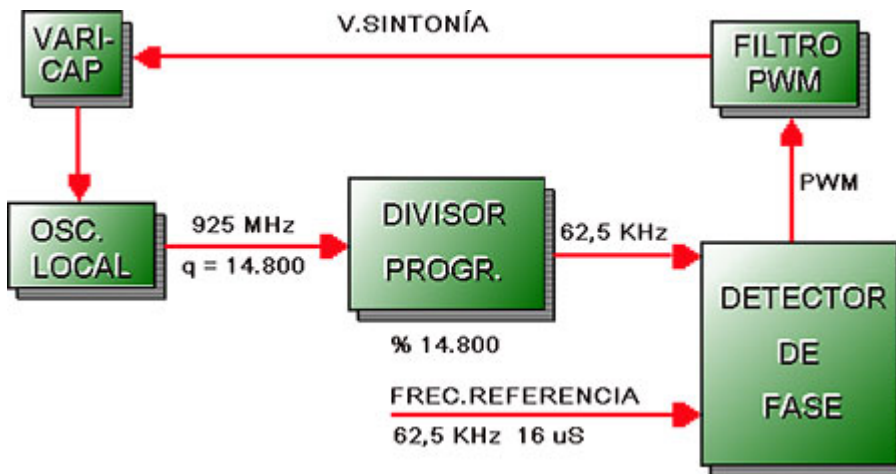 VARI-
CAP
V.SINTONÍA
FILTRO
PWM
PWM
OSC.
LOCAL
925 MHz
q = 14.800
DIVISOR
PROGR.
62,5 KHz
% 14.800
DETECTOR
DE
FASE
FREC.REFERENCIA
62,5 KHz 16 uS